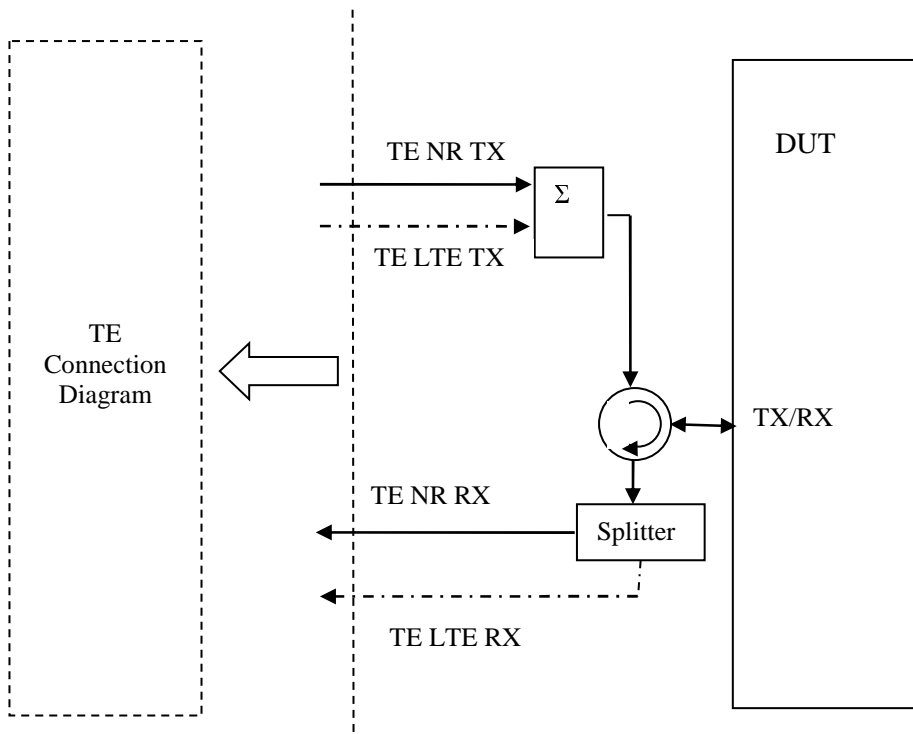 TE NR TX
DUT
Σ
TE LTE TX
TE
Connection
Diagram
TX/RX
TE NR RX
Splitter
TE LTE RX